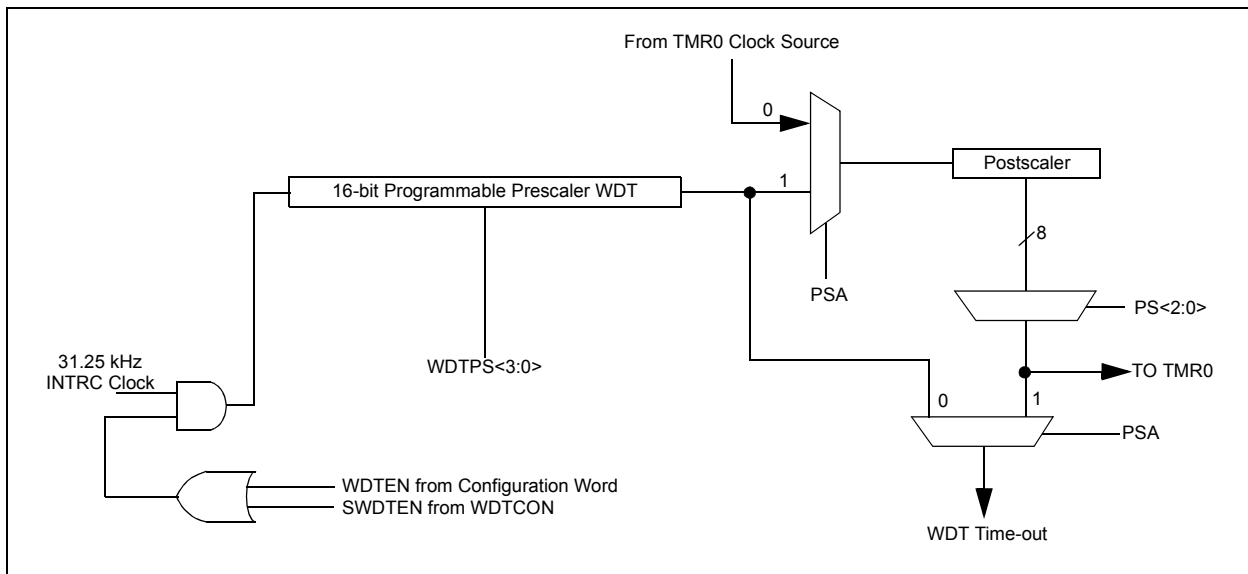 From TMR0 Clock Source
0
Postscaler
16-bit Programmable Prescaler WDT
1
8
PSA
PS<2:0>
31.25 kHz
INTRC Clock
WDTPS<3:0>
TO TMR0
0
1
PSA
WDTEN from Configuration Word
SWDTEN from WDTCON
WDT Time-out